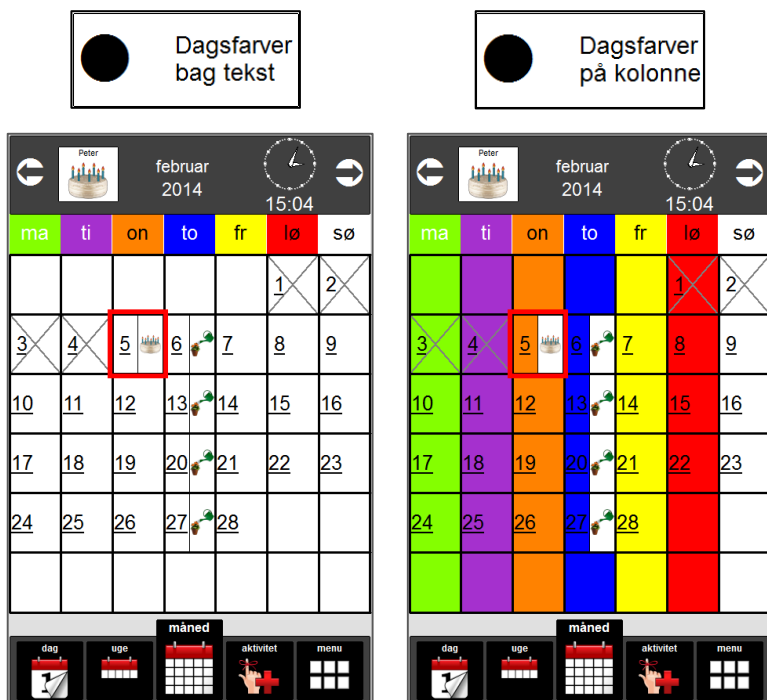 Dagsfarver
bag tekst
Dagsfarver
på kolonne
Peter
februar
2014
15:04
ma ti on to fr lø sø
1 2
3 4 5 6 7 8 9
10 11 12 13 14 15 16
17 18 19 20 21 22 23
24 25 26 27 28
dag uge måned aktivitet menu
1
Peter
februar
2014
15:04
ma ti on to fr lø sø
1 2
3 4 5 6 7 8 9
10 11 12 13 14 15 16
17 18 19 20 21 22 23
24 25 26 27 28
dag uge måned aktivitet menu
1